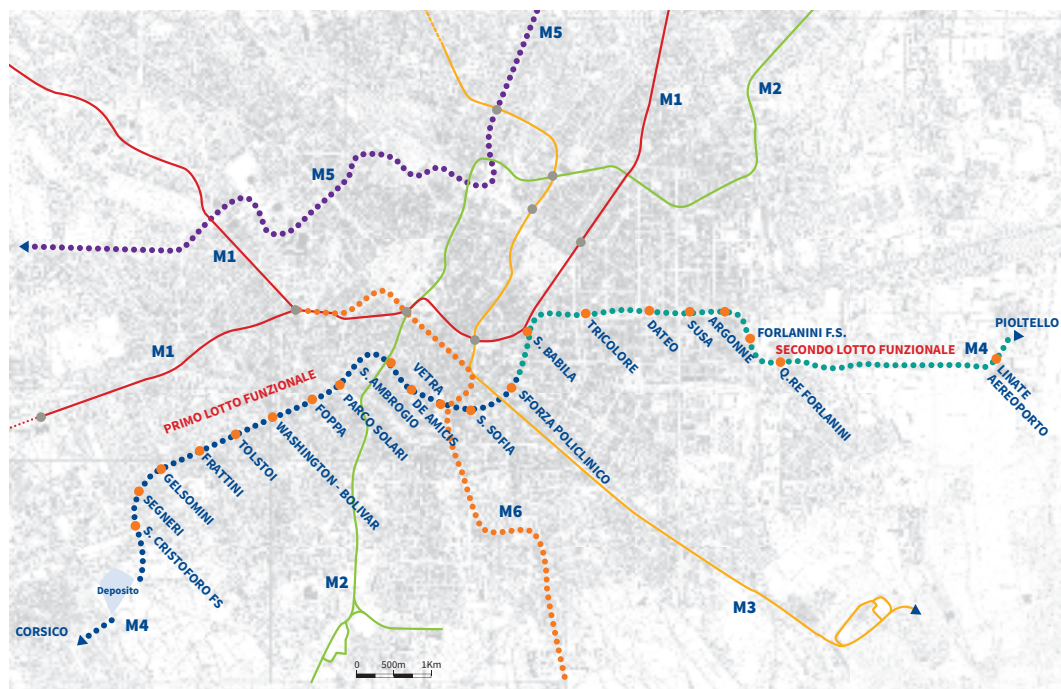 M5
M1
M2
M5
M1
M1
PRIMO LOTTO FUNZIONALE
S. CRISTOFORO FS
SEGNERI
GELSOMINI
FRATTINI
TOLSTOI
WASHINGTON - BOLIVAR
FOPPA
PARCO SOLARI
S. AMBROGIO
DE AMICIS
VETRA
S. SOFIA
SFORZA POLICLINICO
S. BABILA
TRICOLORE
DATEO
SUSA
ARGONNE
FORLANINI F.S.
Q.RE FORLANINI
SECONDO LOTTO FUNZIONALE
M4
PIOLTELLO
LINATE
AEREOPORTO
M6
M2
M3
Deposito
CORSICO
M4
0 500m 1Km